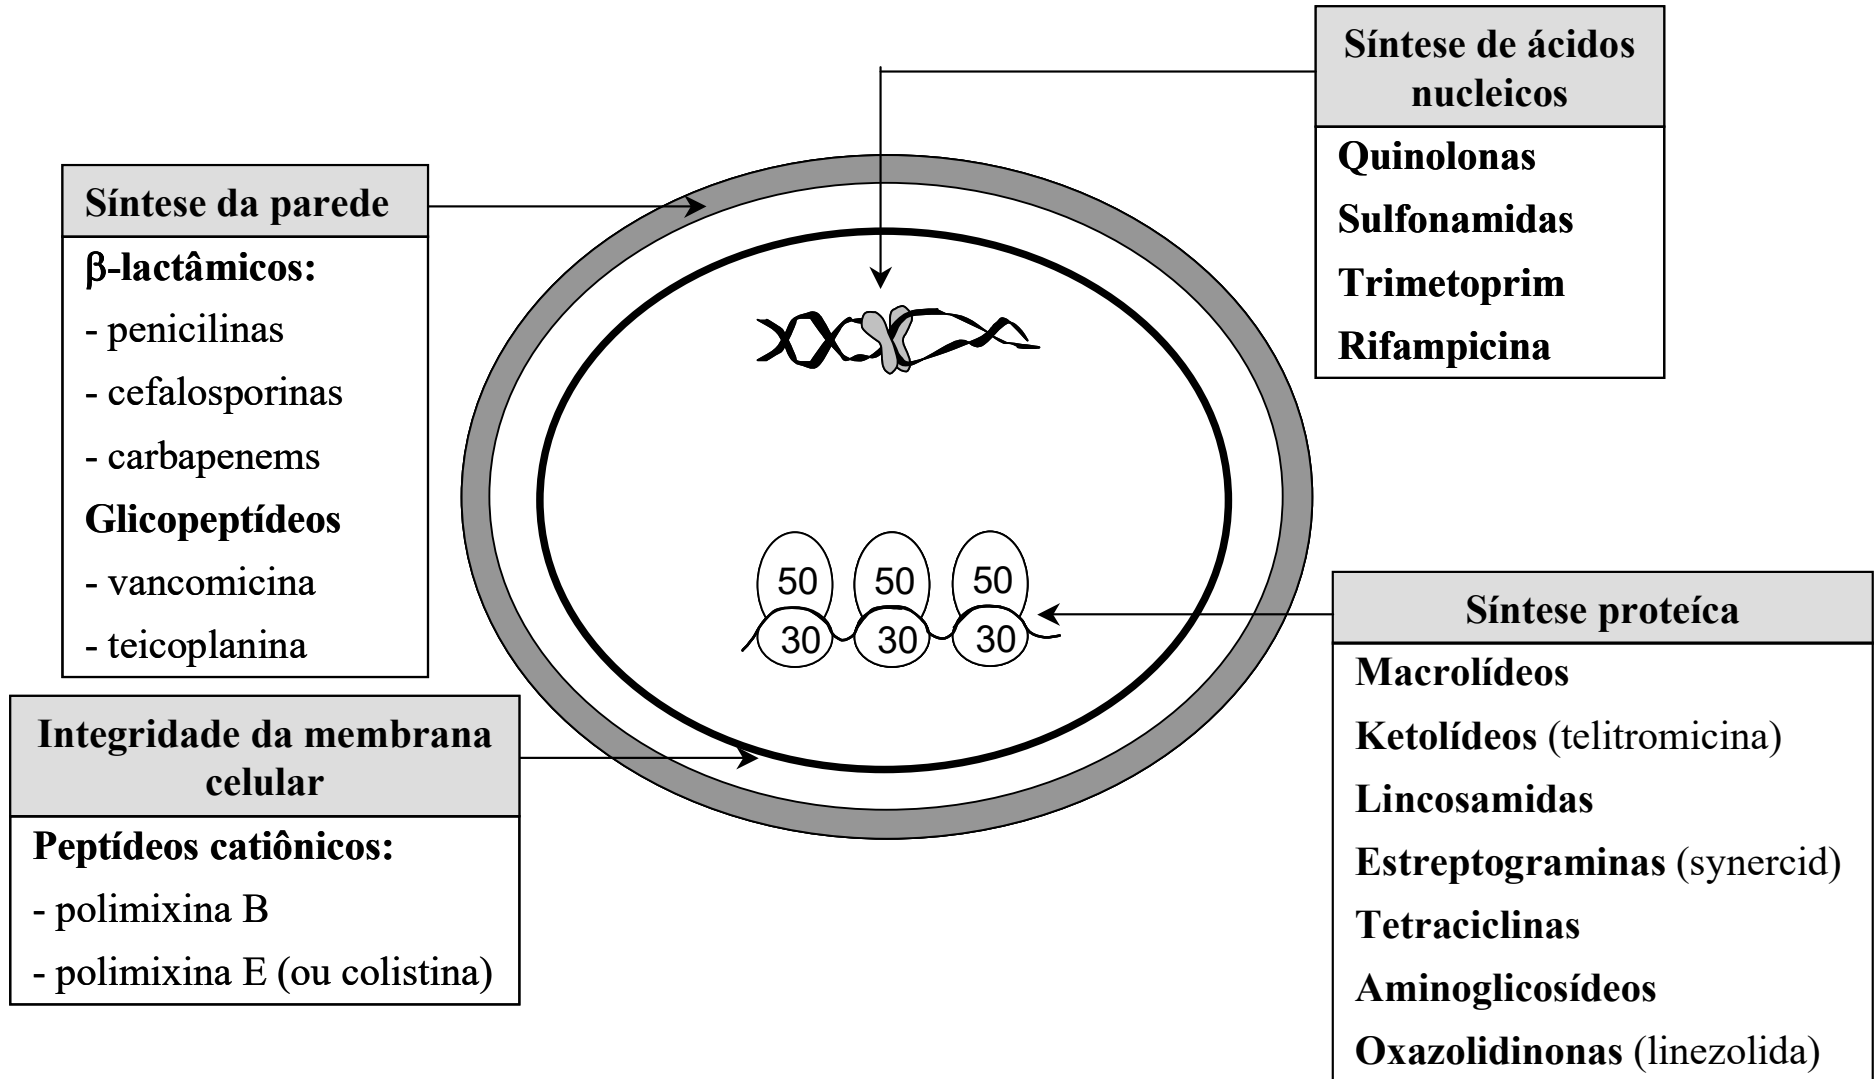 Síntese de ácidos
nucleicos
Quinolonas
Sulfonamidas
Trimetoprim
Rifampicina
Síntese da parede
β-lactâmicos:
- penicilinas
- cefalosporinas
- carbapenems
Glicopeptídeos
- vancomicina
- teicoplanina
50 50 50
30 30 30
Síntese proteíca
Macrolídeos
Ketolídeos (telitromicina)
Lincosamidas
Estreptograminas (synercid)
Tetraciclinas
Aminoglicosídeos
Oxazolidinonas (linezolida)
Integridade da membrana
celular
Peptídeos catiônicos:
- polimixina B
- polimixina E (ou colistina)